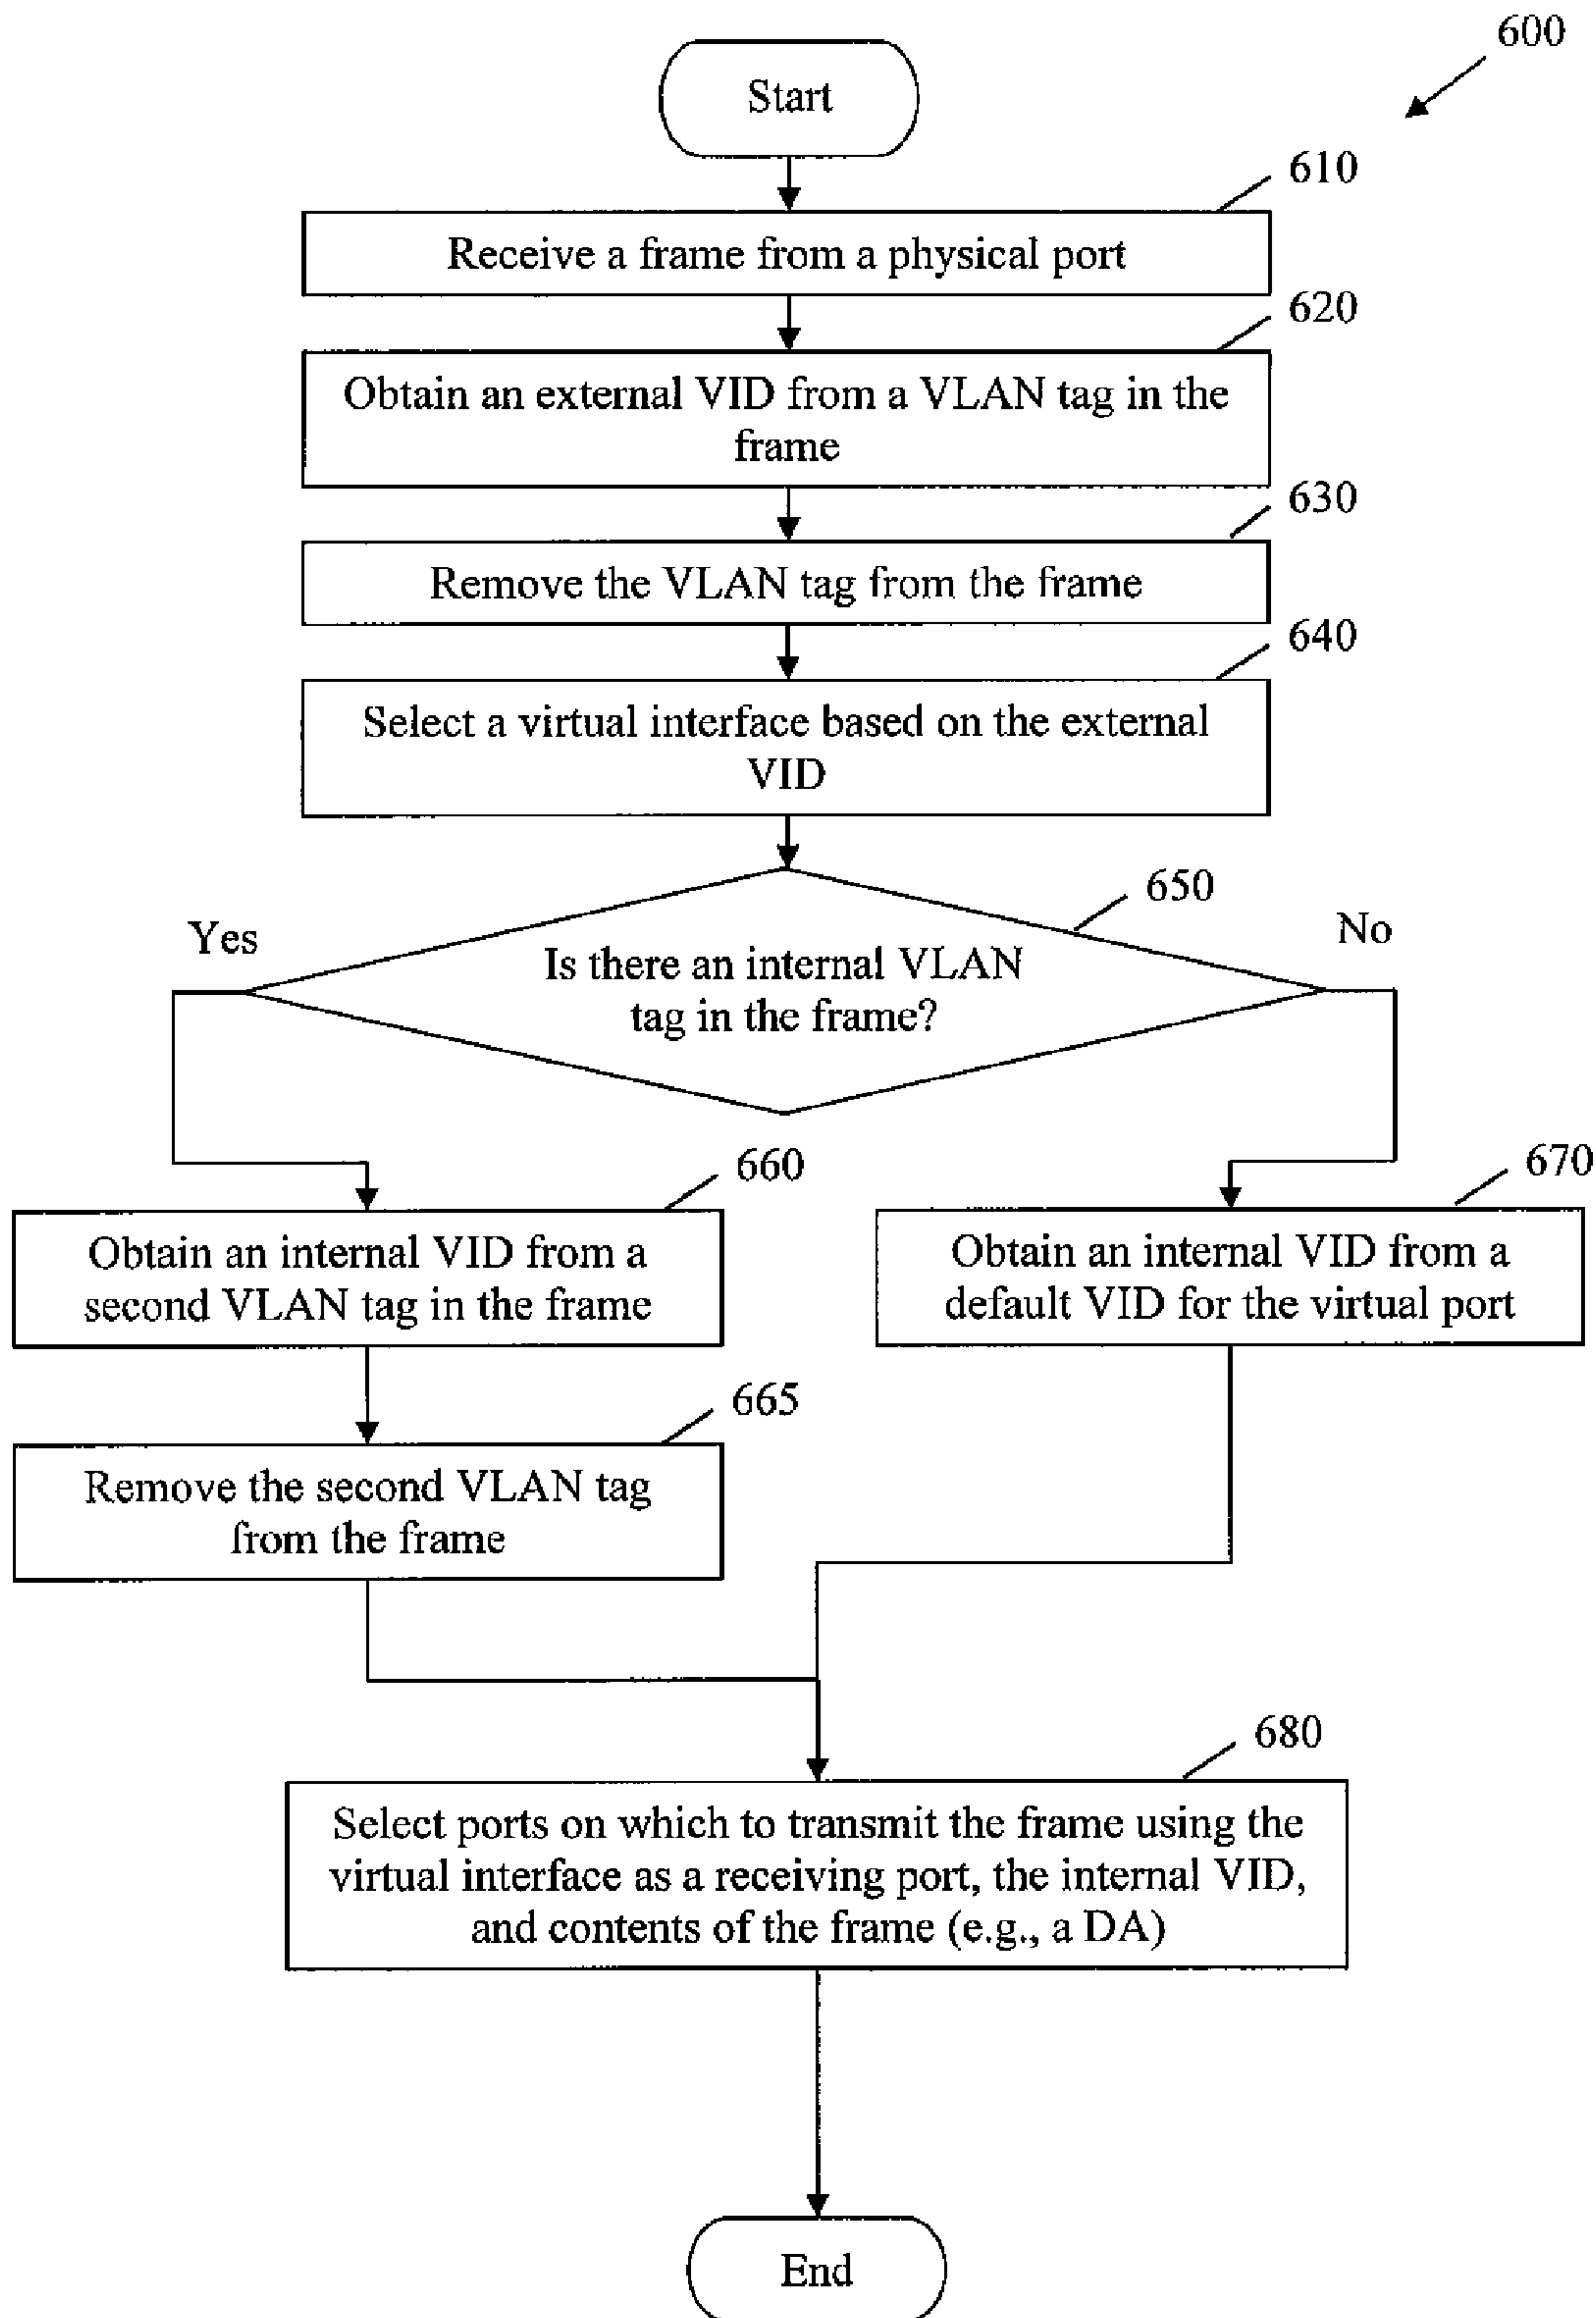 600
Start
610
Receive a frame from a physical port
620
Obtain an external VID from a VLAN tag in the
frame
630
Remove the VLAN tag from the frame
640
Select a virtual interface based on the external
VID
650
Yes
No
Is there an internal VLAN
tag in the frame?
660
670
Obtain an internal VID from a
second VLAN tag in the frame
Obtain an internal VID from a
default VID for the virtual port
665
Remove the second VLAN tag
from the frame
680
Select ports on which to transmit the frame using the
virtual interface as a receiving port, the internal VID,
and contents of the frame (e.g., a DA)
End